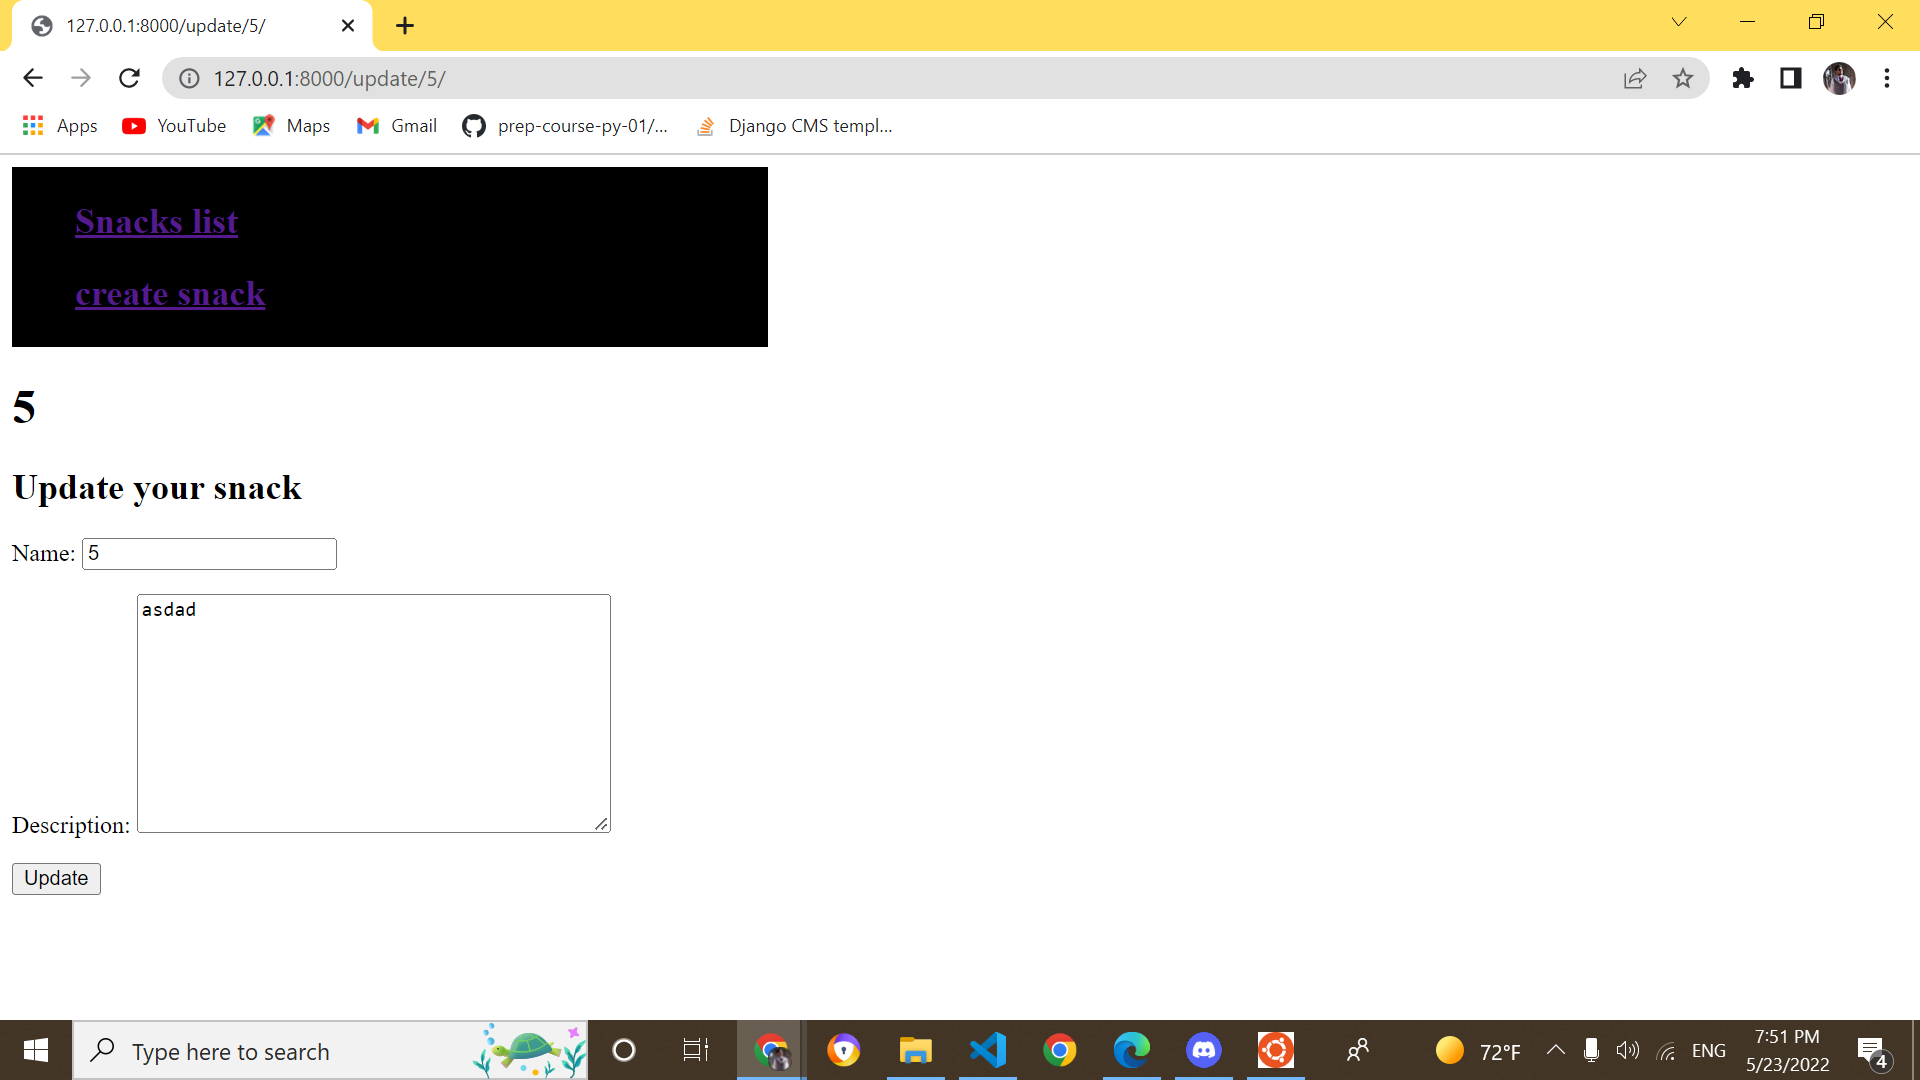 127.0.0.1:8000/update/5/
127.0.0.1:8000/update/5/
Apps YouTube Maps Gmail prep-course-py-01/... Django CMS templ...
Snacks list
create snack
5
Update your snack
Name: 5
asdad
Description:
Update
Type here to search 72°F ENG 7:51 PM
5/23/2022 4